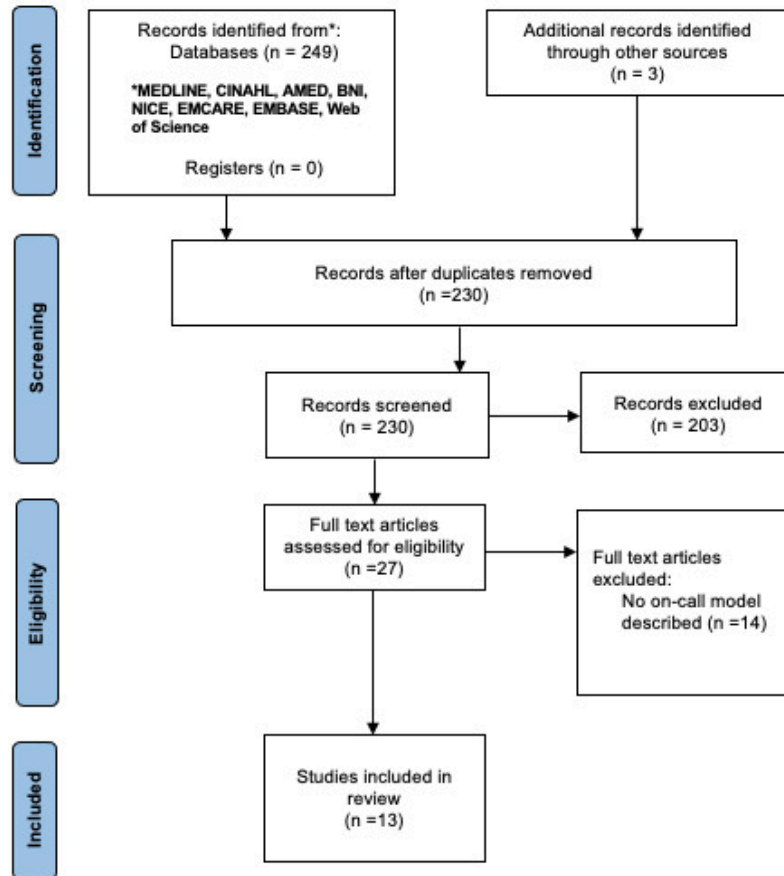 Identification
Records identified from*:
Databases (n = 249)
*MEDLINE, CINAHL, AMED, BNI,
NICE, EMCARE, EMBASE, Web
of Science
Registers (n = 0)
Additional records identified
through other sources
(n = 3)
Screening
Records after duplicates removed
(n =230)
Records screened
(n = 230)
Records excluded
(n = 203)
Eligibility
Full text articles
assessed for eligibility
(n =27)
Full text articles
excluded:
No on-call model
described (n =14)
Included
Studies included in
review
(n =13)